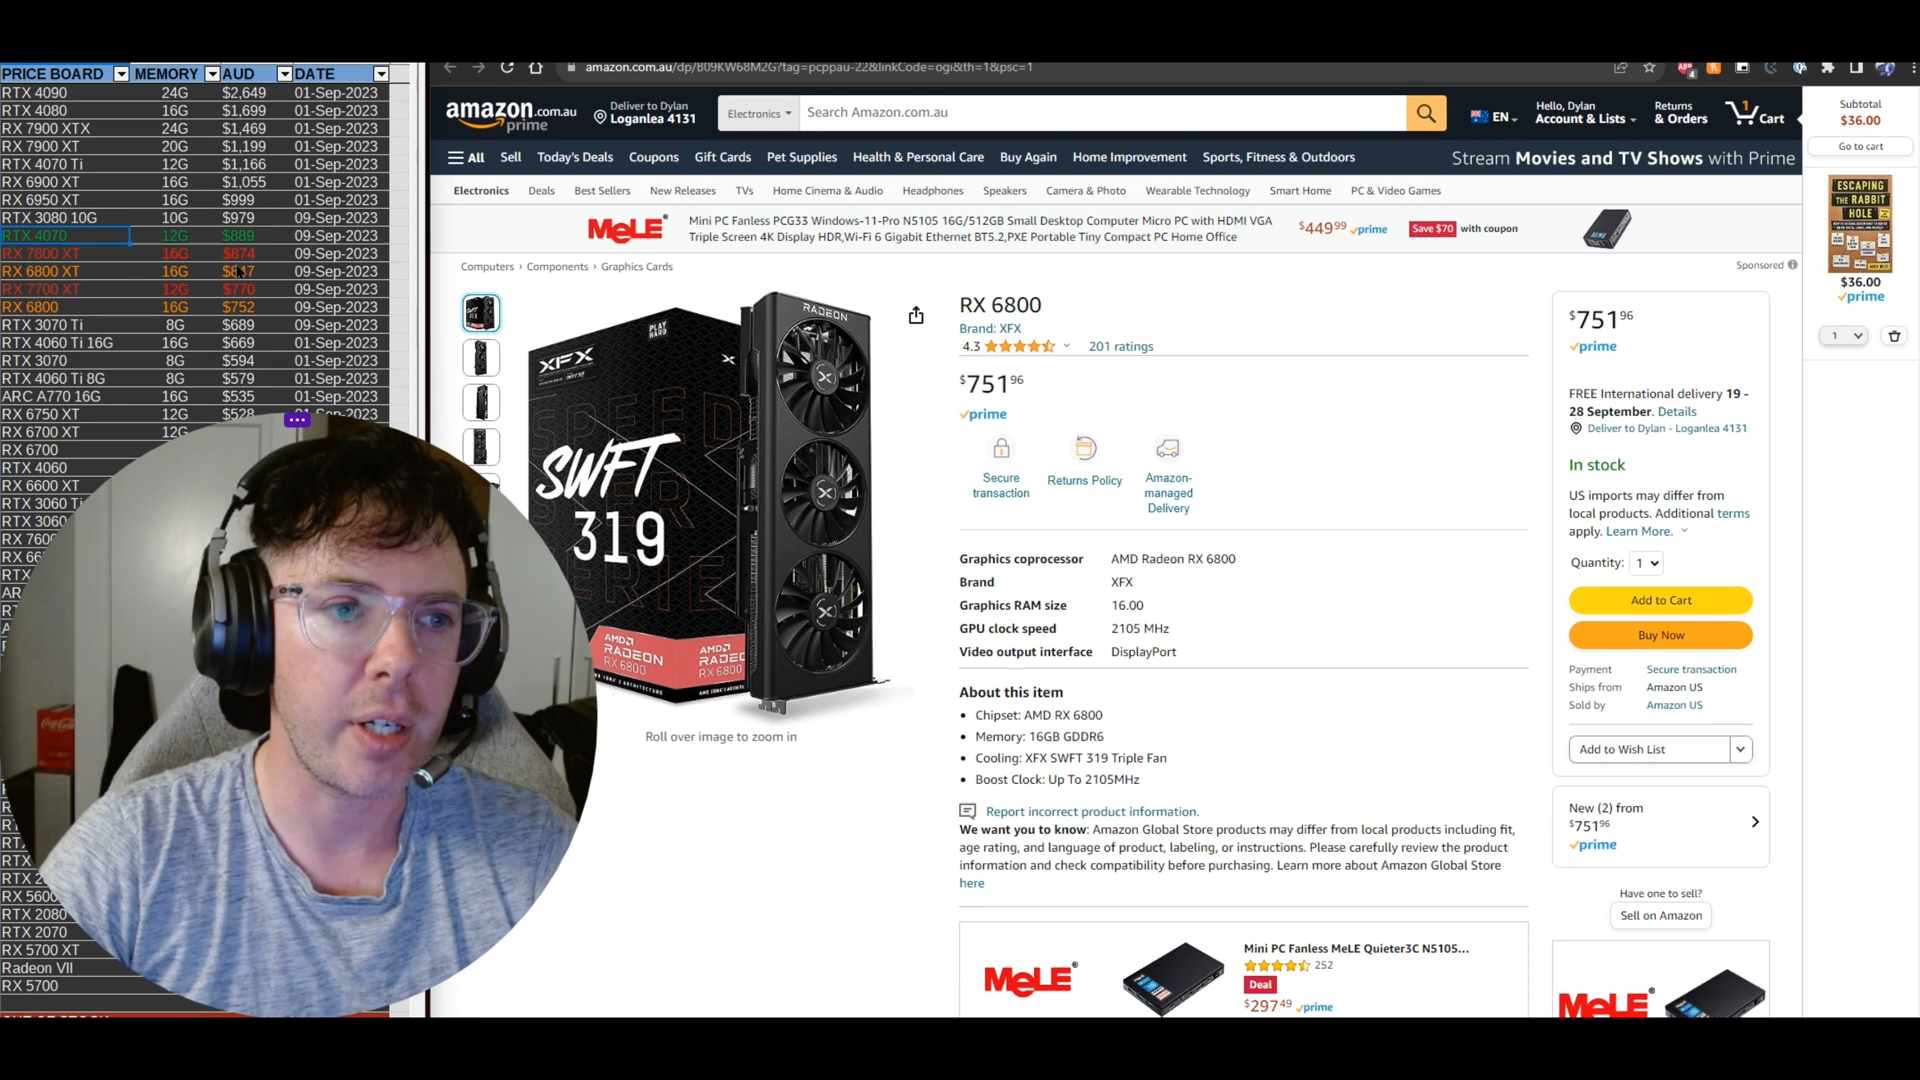 PRICE BOARD MEMORY AUD DATE
RTX 4090 24G $2,649 01-Sep-2023
RTX 4080 16G $1,699 01-Sep-2023
RX 7900 XTX 24G $1,469 01-Sep-2023
RX 7900 XT 20G $1,199 01-Sep-2023
RTX 4070 Ti 12G $1,166 01-Sep-2023
RX 6900 XT 16G $1,055 01-Sep-2023
RX 6950 XT 16G $999 01-Sep-2023
RTX 3080 10G 10G $979 09-Sep-2023
RTX 4070 12G $889 09-Sep-2023
RX 7800 XT 16G $874 09-Sep-2023
RX 6800 XT 16G 09-Sep-2023
RX 7700 XT 12G $770 09-Sep-2023
RX 6800 16G $752 09-Sep-2023
RTX 3070 Ti 8G $689 09-Sep-2023
RTX 4060 Ti 16G 16G $669 01-Sep-2023
RTX 3070 8G $594 01-Sep-2023
RTX 4060 Ti 8G 8G $579 01-Sep-2023
ARC A770 16G 16G $535 01-Sep-2023
RX 6750 XT 12G $528
RX 6700 XT 12G
RX 6700
RTX 4060
RX 6600 XT
RTX 3060 Ti
RTX 3060
RTX 2080
RTX 2070
RX 5700 XT
Radeon VII
RX 5700
amazon.com.au/dp/B09KW68M2G?tag=pcppau-22&linkCode=ogi&th=1&psc=1
amazon.com.au
prime
Deliver to Dylan
Loganlea 4131
Electronics
Search Amazon.com.au
EN
Hello, Dylan
Account & Lists
Returns
& Orders
1
Cart
All Sell Today's Deals Coupons Gift Cards Pet Supplies Health & Personal Care Buy Again Home Improvement Sports, Fitness & Outdoors
Stream Movies and TV Shows with Prime
Electronics Deals Best Sellers New Releases TVs Home Cinema & Audio Headphones Speakers Camera & Photo Wearable Technology Smart Home PC & Video Games
MeLE®
Mini PC Fanless PCG33 Windows-11-Pro N5105 16G/512GB Small Desktop Computer Micro PC with HDMI VGA
Triple Screen 4K Display HDR,Wi-Fi 6 Gigabit Ethernet BT5.2,PXE Portable Tiny Compact PC Home Office
$449 99 prime
Save $70 with coupon
Computers › Components › Graphics Cards
Sponsored
PLAY
HARD
XFX
SPEED
SWFT
319
SERIES
AMD
RADEON
RX 6800
AMD
RADEON
RX 6800
RADEON
Roll over image to zoom in
RX 6800
Brand: XFX
4.3 201 ratings
$751 96
prime
Secure
transaction
Returns Policy
Amazon-
managed
Delivery
Graphics coprocessor AMD Radeon RX 6800
Brand XFX
Graphics RAM size 16.00
GPU clock speed 2105 MHz
Video output interface DisplayPort
About this item
Chipset: AMD RX 6800
Memory: 16GB GDDR6
Cooling: XFX SWFT 319 Triple Fan
Boost Clock: Up To 2105MHz
Report incorrect product information.
We want you to know: Amazon Global Store products may differ from local products including fit,
age rating, and language of product, labeling, or instructions. Please carefully review the product
information and check compatibility before purchasing. Learn more about Amazon Global Store
here
MeLE®
Mini PC Fanless MeLE Quieter3C N5105...
252
Deal
$297 49 prime
$751 96
prime
FREE International delivery 19 -
28 September. Details
Deliver to Dylan - Loganlea 4131
In stock
US imports may differ from
local products. Additional terms
apply. Learn More.
Quantity: 1
Add to Cart
Buy Now
Payment Secure transaction
Ships from Amazon US
Sold by Amazon US
Add to Wish List
New (2) from
$751 96
prime
Have one to sell?
Sell on Amazon
MeLE®
Subtotal
$36.00
Go to cart
ESCAPING
THE RABBIT
HOLE
$36.00
prime
1
Coca-Cola